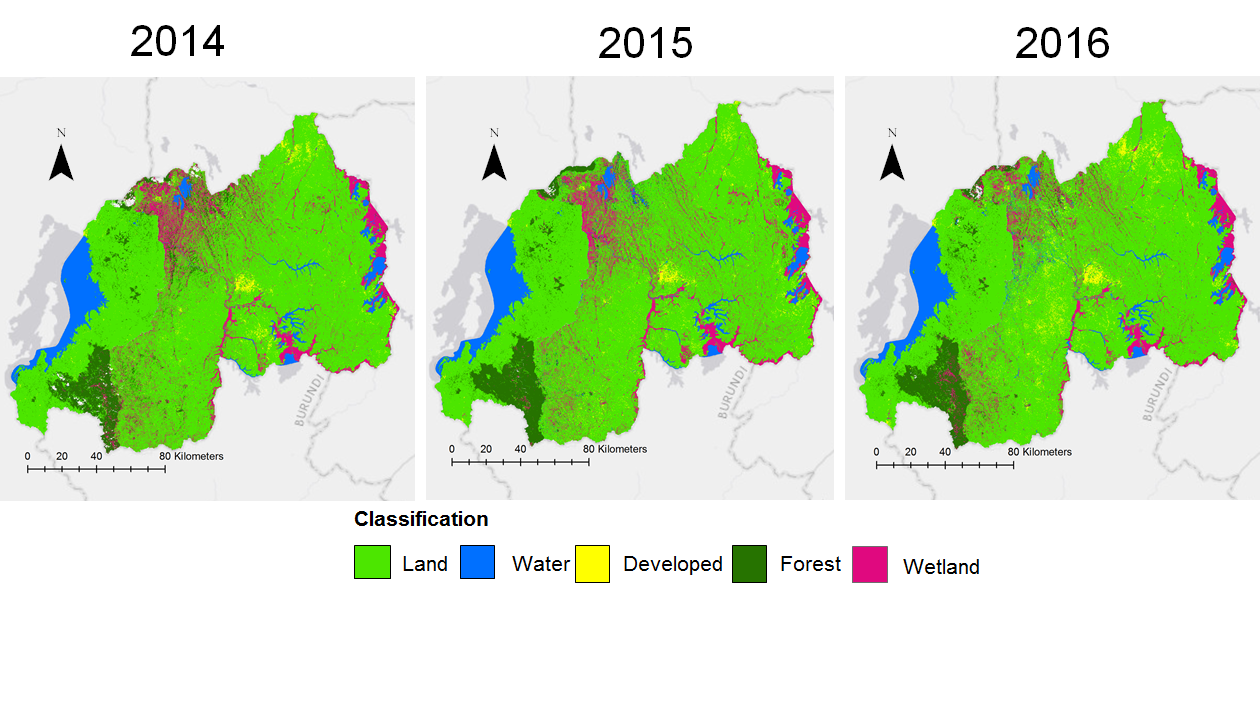 2014 2015 2016
N N N
BURUNDI BURUNDI BURUNDI
0 20 40 80 Kilometers 0 20 40 80 Kilometers 0 20 40 80 Kilometers
Classification
Land Water Developed Forest Wetland